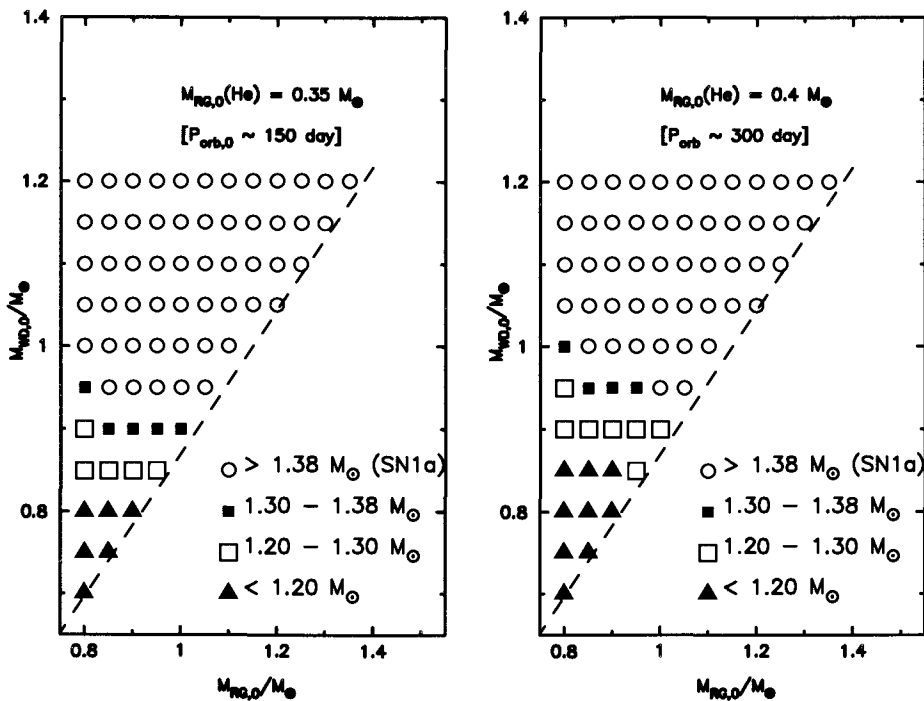 M_RG,0(He) = 0.35 M_⊙
[P_orb,0 ~ 150 day]
1.4
1.2
1
0.8
M_WD,0/M_⊙
> 1.38 M_⊙ (SN1a)
1.30 − 1.38 M_⊙
1.20 − 1.30 M_⊙
< 1.20 M_⊙
0.8 1 1.2 1.4
M_RG,0/M_⊙
M_RG,0(He) = 0.4 M_⊙
[P_orb ~ 300 day]
1.4
1.2
1
0.8
M_WD,0/M_⊙
> 1.38 M_⊙ (SN1a)
1.30 − 1.38 M_⊙
1.20 − 1.30 M_⊙
< 1.20 M_⊙
0.8 1 1.2 1.4
M_RG,0/M_⊙